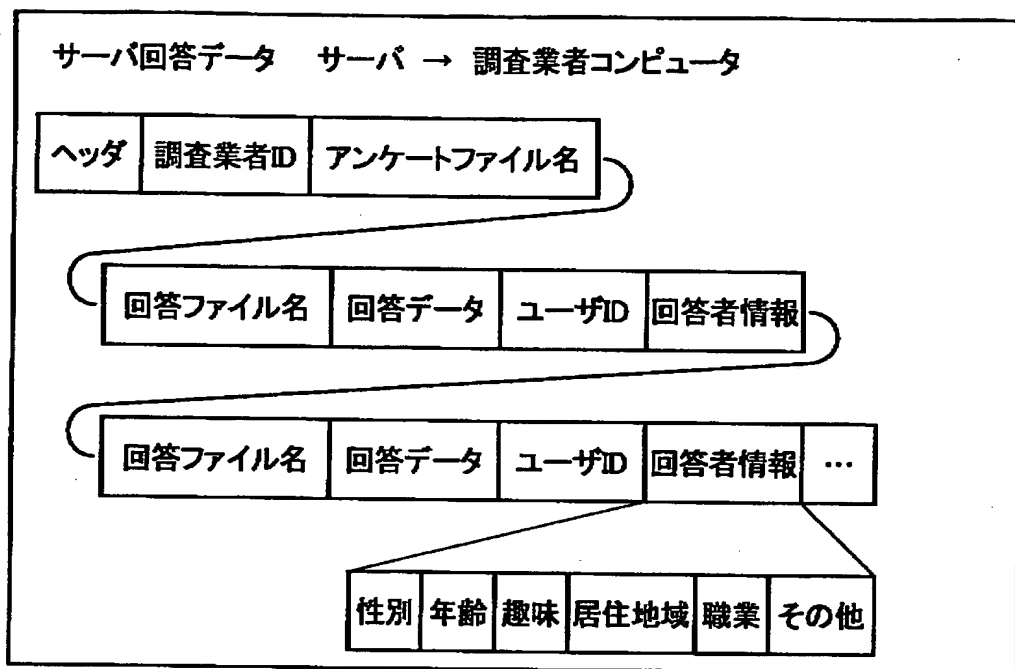 サーバ回答データ サーバ → 調査業者コンピュータ
ヘッダ 調査業者ID アンケートファイル名
回答ファイル名 回答データ ユーザID 回答者情報
回答ファイル名 回答データ ユーザID 回答者情報 …
性別 年齢 趣味 居住地域 職業 その他